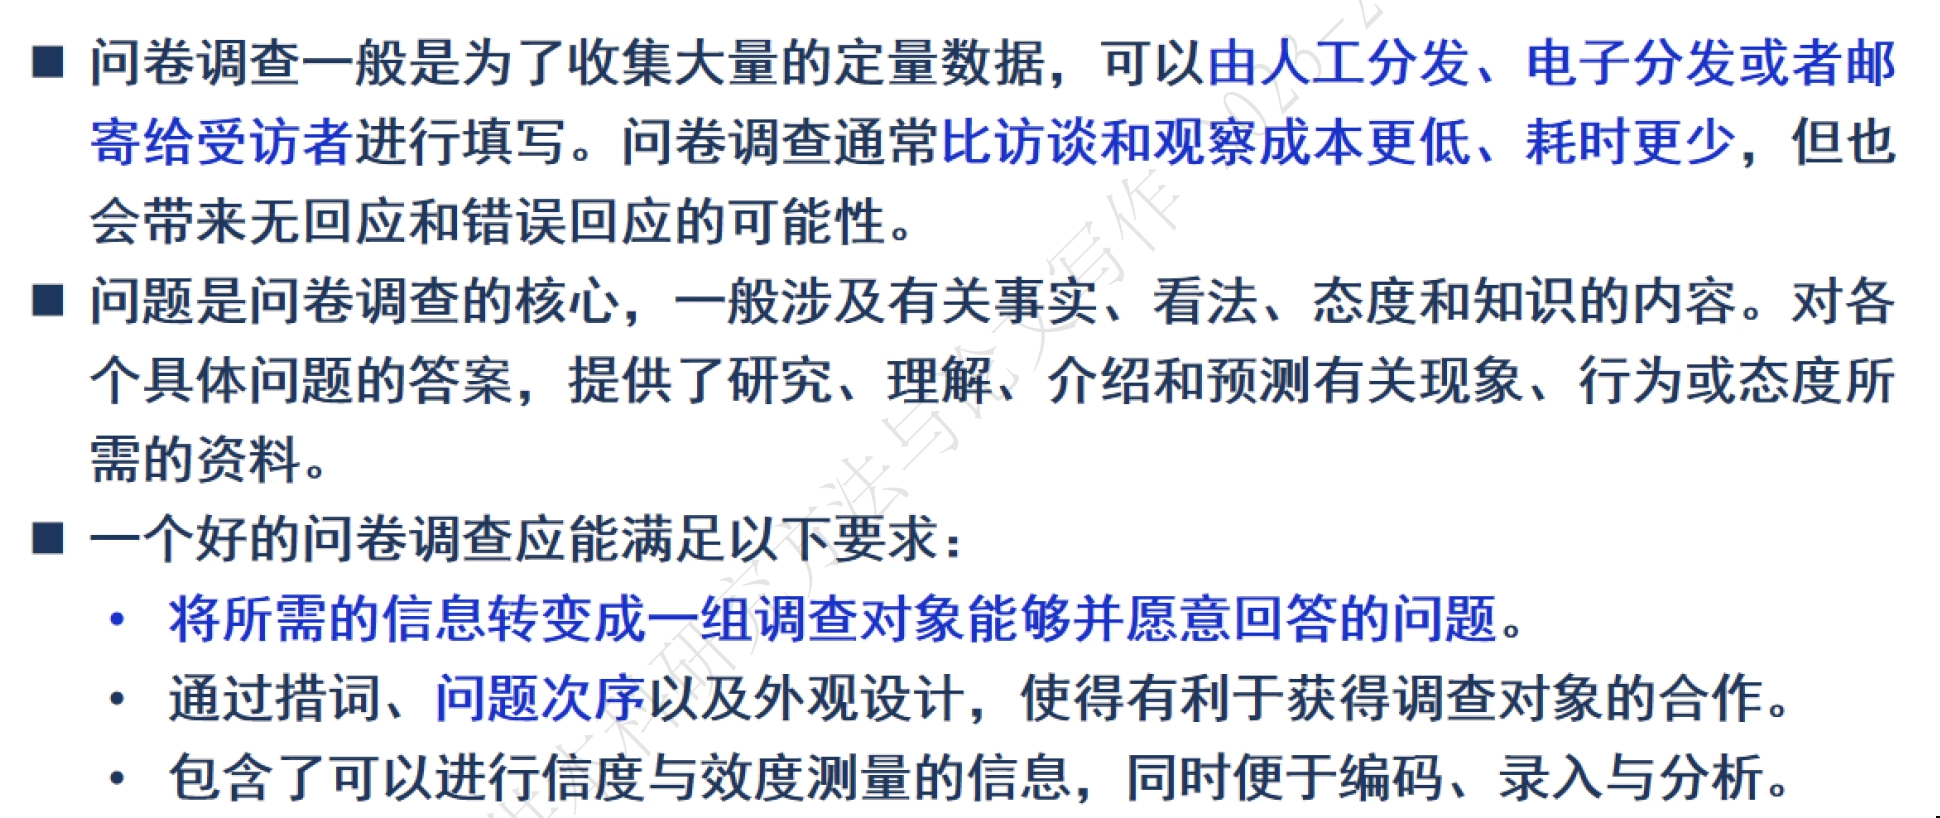 ■ 问卷调查一般是为了收集大量的定量数据，可以由人工分发、电子分发或者邮
寄给受访者进行填写。问卷调查通常比访谈和观察成本更低、耗时更少，但也
会带来无回应和错误回应的可能性。
■ 问题是问卷调查的核心，一般涉及有关事实、看法、态度和知识的内容。对各
个具体问题的答案，提供了研究、理解、介绍和预测有关现象、行为或态度所
需的资料。
■ 一个好的问卷调查应能满足以下要求：
• 将所需的信息转变成一组调查对象能够并愿意回答的问题。
• 通过措词、问题次序以及外观设计，使得有利于获得调查对象的合作。
• 包含了可以进行信度与效度测量的信息，同时便于编码、录入与分析。
科研究方法与论文写作